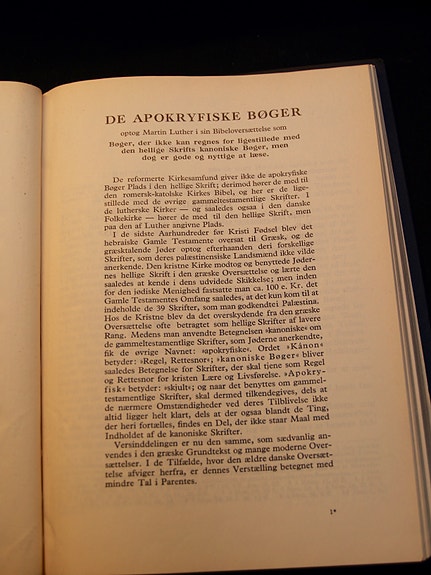 DE APOKRYFISKE BØGER
optog Martin Luther i sin Bibeloversættelse som
Bøger, der ikke kan regnes for ligestillede med
den hellige Skrifts kanoniske Bøger, men
dog er gode og nyttige at læse.
De reformerte Kirkesamfund giver ikke de apokryfiske
Bøger Plads i den hellige Skrift; derimod hører de med til
den romersk-katolske Kirkes Bibel, og her er de lige-
stillede med de øvrige gammeltestamentlige Skrifter. I
de lutherske Kirker — og saaledes ogsaa i den danske
Folkekirke — hører de med til den hellige Skrift, men
paa den af Luther angivne Plads.
I de sidste Aarhundreder før Kristi Fødsel blev det
hebraiske Gamle Testamente oversat til Græsk, og de
græsktalende Jøder optog efterhaanden deri forskellige
Skrifter, som deres palæstinensiske Landsmænd ikke vilde
anerkende. Den kristne Kirke modtog og benyttede Jøder-
nes hellige Skrift i den græske Oversættelse og lærte den
saaledes at kende i dens udvidede Skikkelse; men inden
for den jødiske Menighed fastsatte man ca. 100 e. Kr. det
Gamle Testamentes Omfang saaledes, at det kun kom til at
indeholde de 39 Skrifter, som man godkendte i Palæstina.
Hos de Kristne blev da det overskydende fra den græske
Oversættelse ofte betragtet som hellige Skrifter af lavere
Rang. Medens man anvendte Betegnelsen »kanoniske« om
de gammeltestamentlige Skrifter, som Jøderne anerkendte,
fik de øvrige Navnet: »apokryfiske«. Ordet »Kánon«
betyder: »Regel, Rettesnor«; »kanoniske Bøger« bliver
saaledes Betegnelse for Skrifter, der skal tjene som Regel
og Rettesnor for kristen Lære og Livsførelse. »Apokry-
fisk« betyder: »skjult«; og naar det benyttes om gammel-
testamentlige Skrifter, skal dermed tilkendegives, dels at
de nærmere Omstændigheder ved deres Tilblivelse ikke
altid ligger helt klart, dels at der ogsaa blandt de Ting,
der heri fortælles, findes en Del, der ikke staar Maal med
Indholdet af de kanoniske Skrifter.
Versinddelingen er nu den samme, som sædvanlig an-
vendes i den græske Grundtekst og mange moderne Over-
sættelser. I de Tilfælde, hvor den ældre danske Oversæt-
telse afviger herfra, er dennes Verstælling betegnet med
mindre Tal i Parentes.
1*